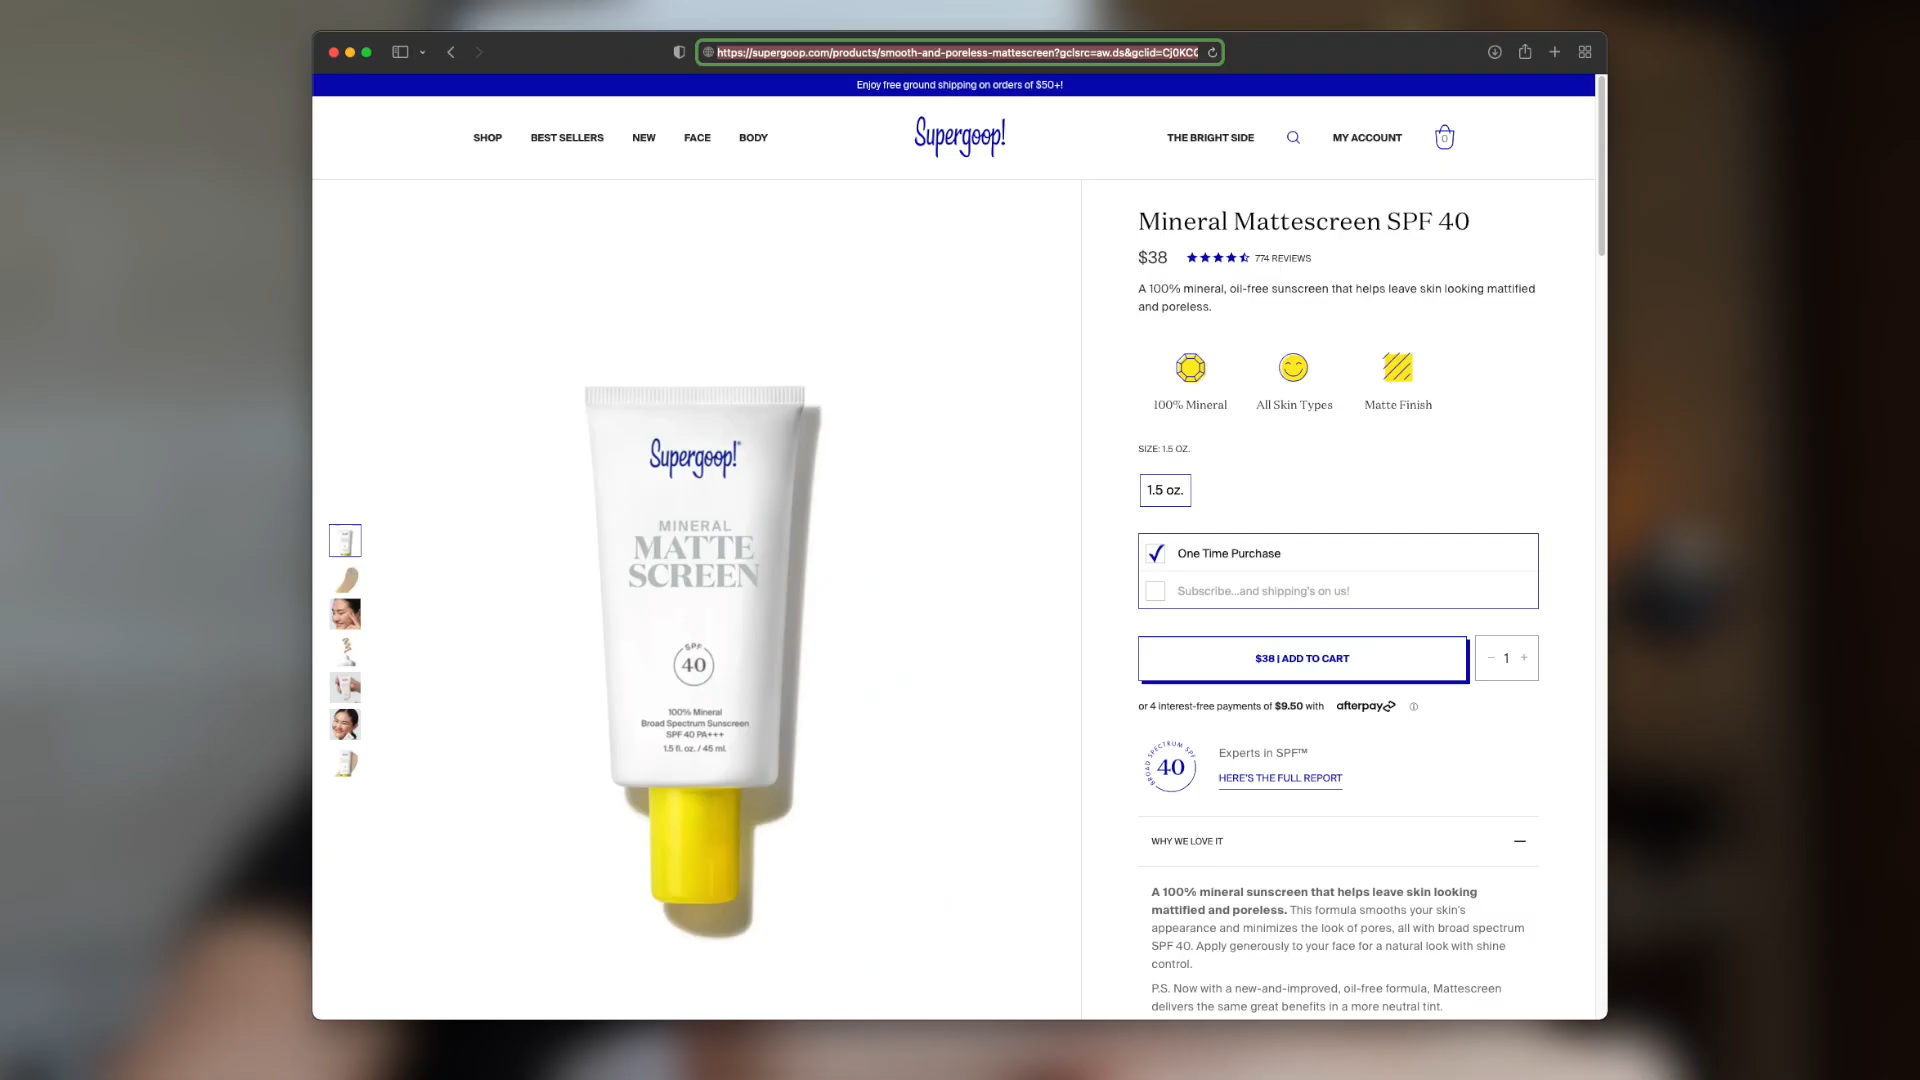 https://supergoop.com/products/smooth-and-poreless-mattescreen?gclsrc=aw.ds&gclid=Cj0KCQ
Enjoy free ground shipping on orders of $50+!
SHOP
BEST SELLERS
NEW
FACE
BODY
Supergoop!
THE BRIGHT SIDE
MY ACCOUNT
0
Mineral Mattescreen SPF 40
$38
774 REVIEWS
A 100% mineral, oil-free sunscreen that helps leave skin looking mattified
and poreless.
100% Mineral
All Skin Types
Matte Finish
SIZE: 1.5 OZ.
1.5 oz.
One Time Purchase
Subscribe...and shipping's on us!
$38 | ADD TO CART
− 1 +
or 4 interest-free payments of $9.50 with afterpay
BROAD SPECTRUM SPF
40
Experts in SPF™
HERE'S THE FULL REPORT
WHY WE LOVE IT
A 100% mineral sunscreen that helps leave skin looking
mattified and poreless. This formula smooths your skin's
appearance and minimizes the look of pores, all with broad spectrum
SPF 40. Apply generously to your face for a natural look with shine
control.
P.S. Now with a new-and-improved, oil-free formula, Mattescreen
delivers the same great benefits in a more neutral tint.
Supergoop!
MINERAL
MATTE
SCREEN
SPF
40
100% Mineral
Broad Spectrum Sunscreen
SPF 40 PA+++
1.5 fl. oz. / 45 ml.